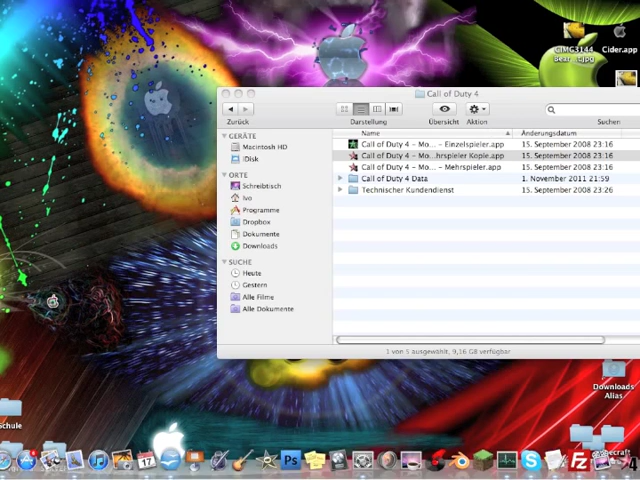 CIMG3144
Cider.app
Call of Duty 4
Zurück
Darstellung
Übersicht
Aktion
Suchen
GERÄTE
Macintosh HD
iDisk
ORTE
Schreibtisch
Ivo
Programme
Dropbox
Dokumente
Downloads
SUCHE
Heute
Gestern
Alle Filme
Alle Dokumente
Name Änderungsdatum
Call of Duty 4 – Mo... – Einzelspieler.app 15. September 2008 23:16
Call of Duty 4 – Mo...hrspieler Kopie.app 15. September 2008 23:16
Call of Duty 4 – Mo... – Mehrspieler.app 15. September 2008 23:16
Call of Duty 4 Data 1. November 2011 21:59
Technischer Kundendienst 15. September 2008 23:26
1 von 5 ausgewählt, 9,16 GB verfügbar
Downloads
Alias
Schule
17
Ps
S
Fz
4